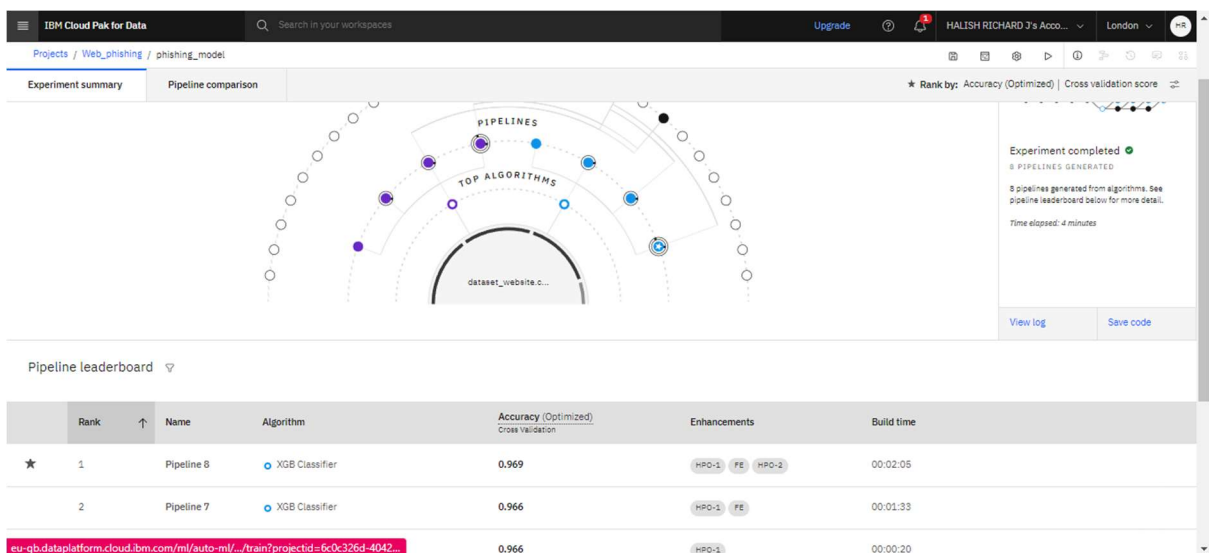 IBM Cloud Pak for Data
Search in your workspaces
Upgrade
1
HALISH RICHARD J's Acco...
London
HR
Projects / Web_phishing / phishing_model
Experiment summary
Pipeline comparison
★ Rank by: Accuracy (Optimized) | Cross validation score
PIPELINES
TOP ALGORITHMS
dataset_website.c...
Experiment completed
8 PIPELINES GENERATED
8 pipelines generated from algorithms. See
pipeline leaderboard below for more detail.
Time elapsed: 4 minutes
View log
Save code
Pipeline leaderboard
Rank ↑ Name Algorithm Accuracy (Optimized) Enhancements Build time
Cross Validation
★ 1 Pipeline 8 XGB Classifier 0.969 HPO-1 FE HPO-2 00:02:05
2 Pipeline 7 XGB Classifier 0.966 HPO-1 FE 00:01:33
0.966 HPO-1 00:00:20
eu-gb.dataplatform.cloud.ibm.com/ml/auto-ml/.../train?projectid=6c0c326d-4042...